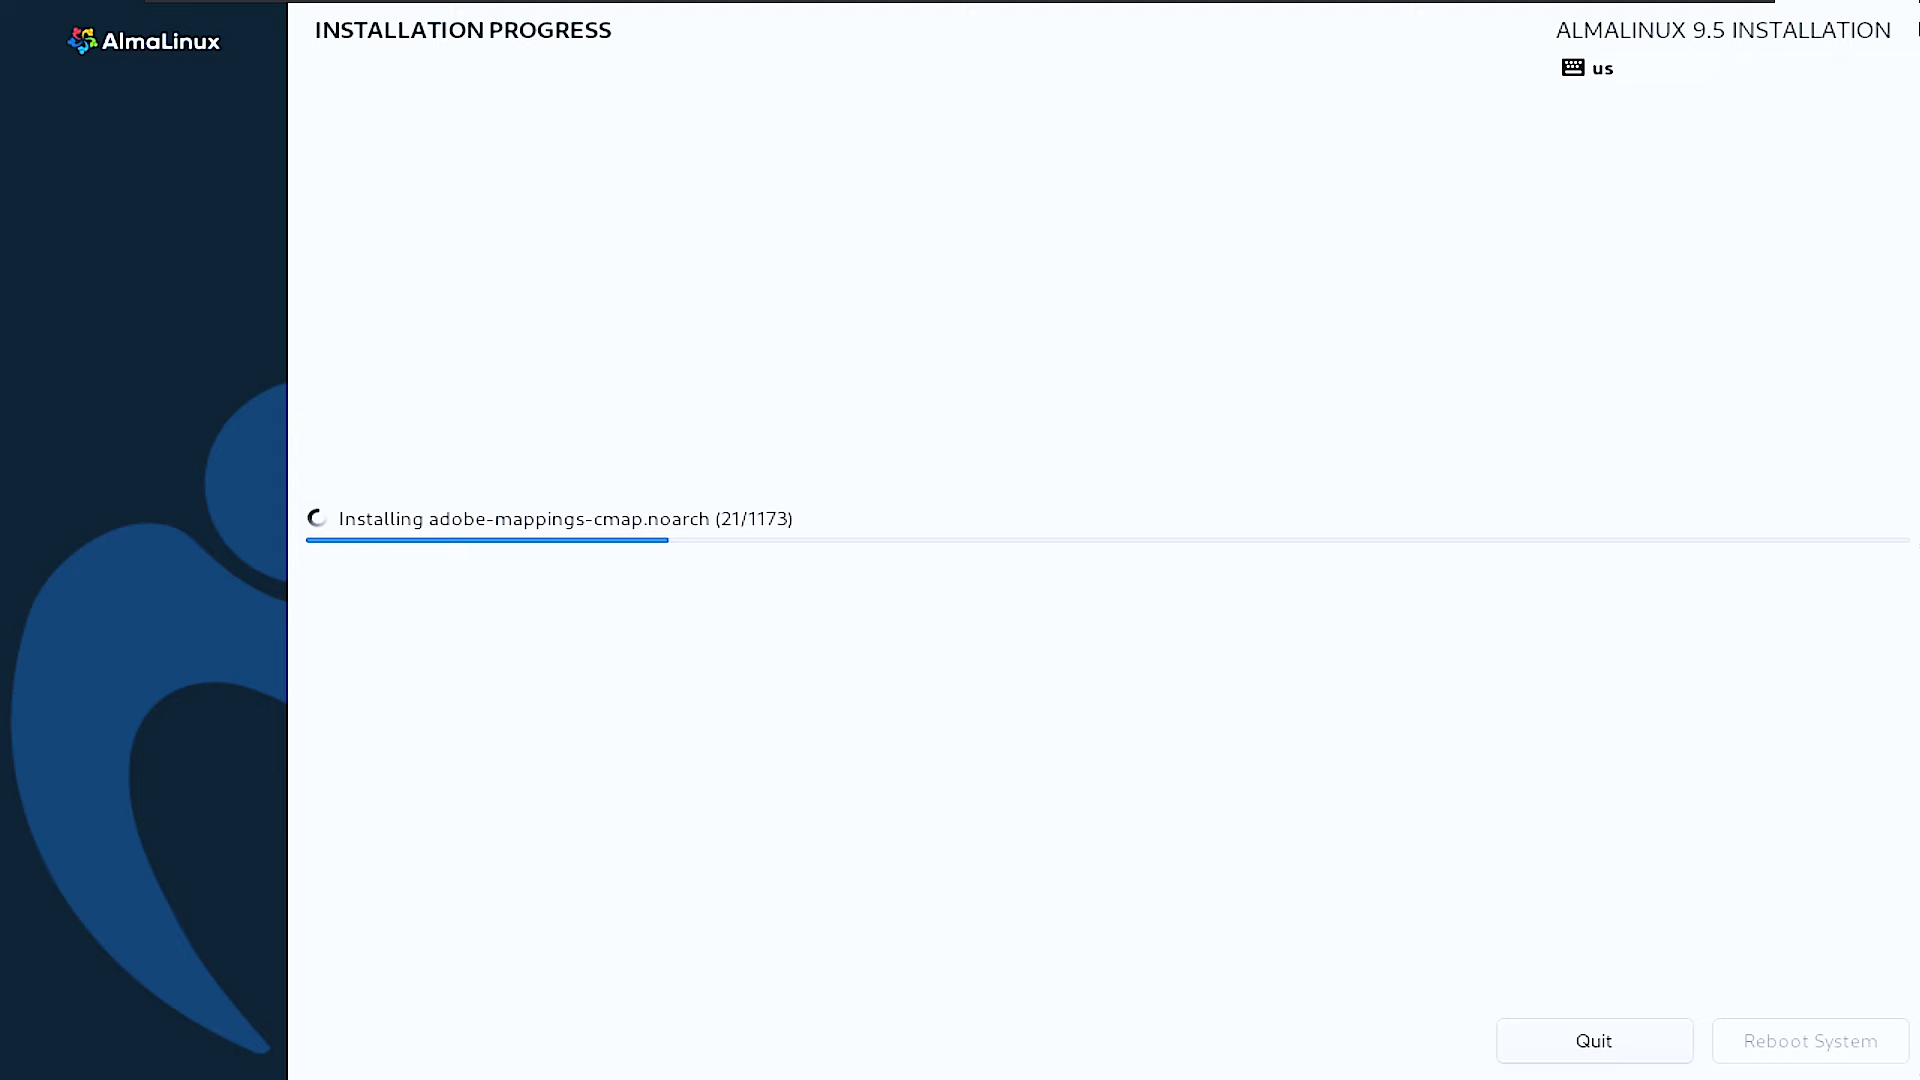 AlmaLinux
INSTALLATION PROGRESS
ALMALINUX 9.5 INSTALLATION
us
Installing adobe-mappings-cmap.noarch (21/1173)
Quit
Reboot System